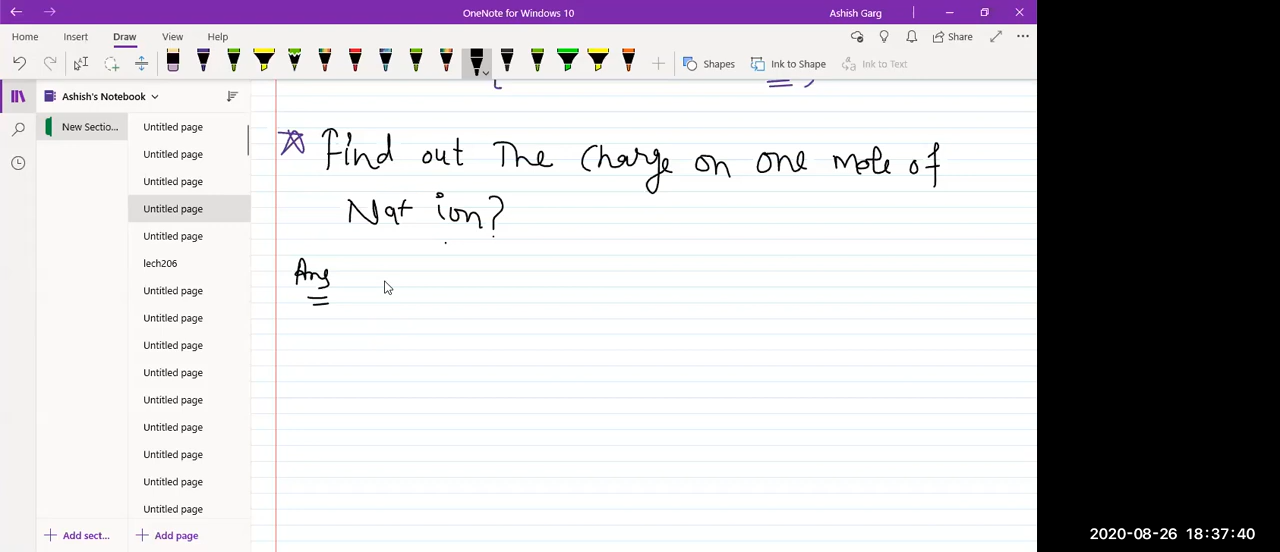 OneNote for Windows 10
Ashish Garg
Home Insert Draw View Help
Share
Shapes
Ink to Shape
Ink to Text
Ashish's Notebook
New Sectio...
Untitled page
Untitled page
Untitled page
Untitled page
Untitled page
lech206
Untitled page
Untitled page
Untitled page
Untitled page
Untitled page
Untitled page
Untitled page
Untitled page
Untitled page
Add sect...
Add page
Find out The charge on one mole of
Na+ ion?
Ans
2020-08-26 18:37:40